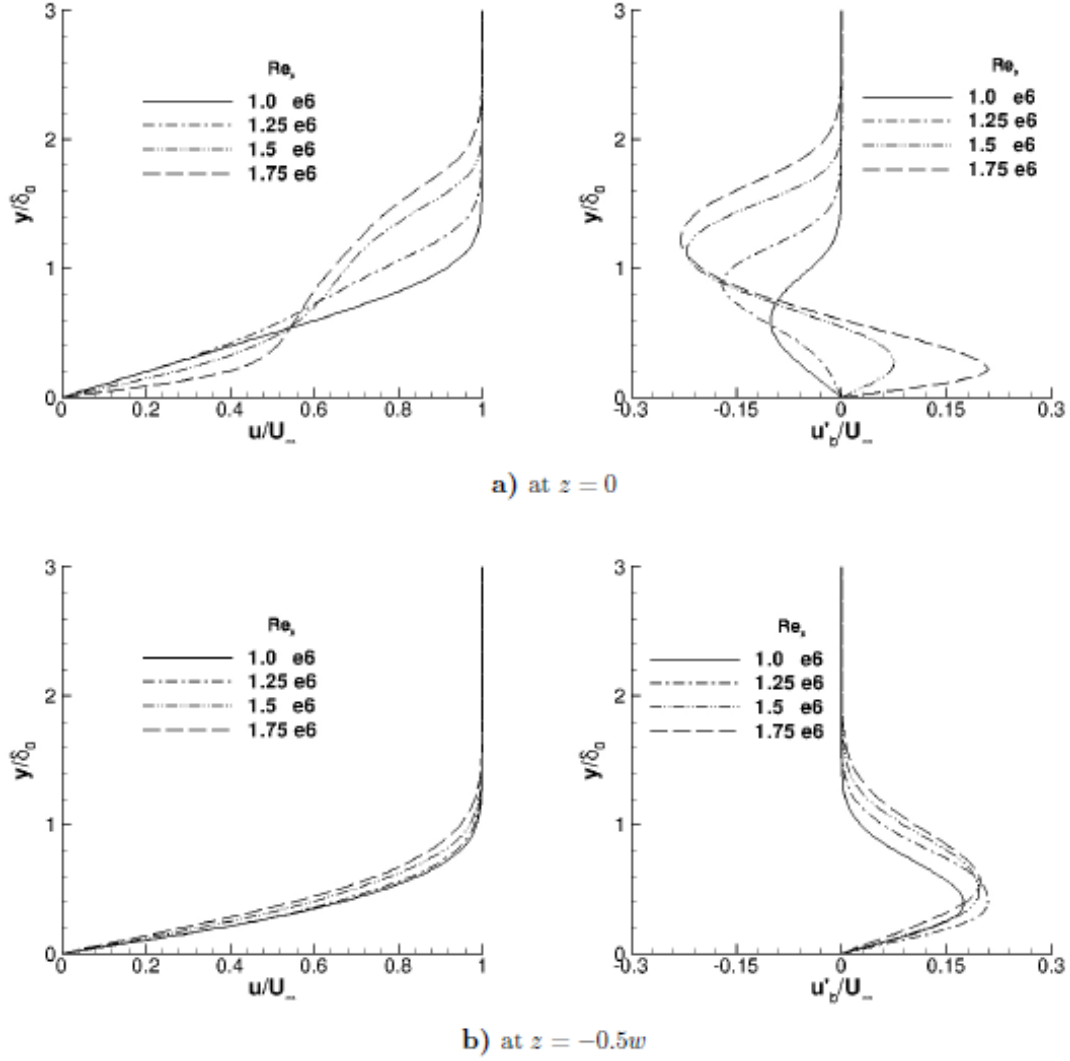 3
2
1
0
y/δ₀
Reₓ
1.0 e6
1.25 e6
1.5 e6
1.75 e6
0 0.2 0.4 0.6 0.8 1
u/U∞
3
2
1
0
y/δ₀
Reₓ
1.0 e6
1.25 e6
1.5 e6
1.75 e6
-0.3 -0.15 0 0.15 0.3
u'b/U∞
a) at z = 0
3
2
1
0
y/δ₀
Reₓ
1.0 e6
1.25 e6
1.5 e6
1.75 e6
0 0.2 0.4 0.6 0.8 1
u/U∞
3
2
1
0
y/δ₀
Reₓ
1.0 e6
1.25 e6
1.5 e6
1.75 e6
-0.3 -0.15 0 0.15 0.3
u'b/U∞
b) at z = −0.5w